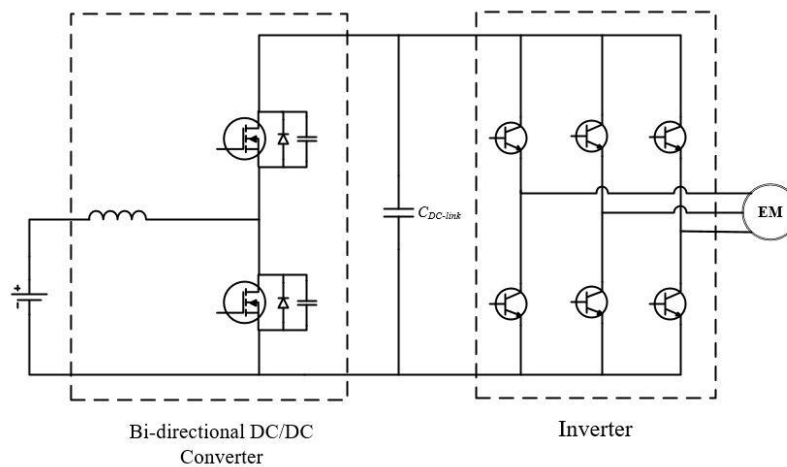 C_DC-link
EM
Bi-directional DC/DC
Converter
Inverter